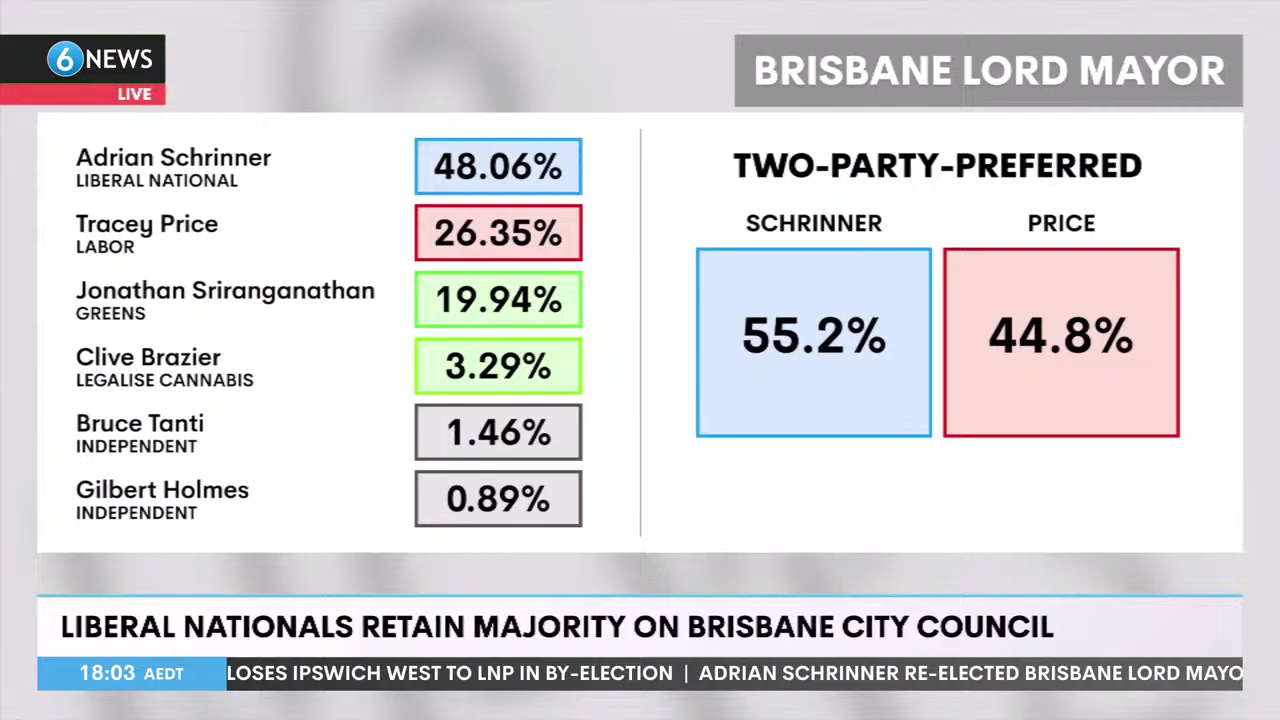 6 NEWS
LIVE
BRISBANE LORD MAYOR
Adrian Schrinner
LIBERAL NATIONAL
48.06%
Tracey Price
LABOR
26.35%
Jonathan Sriranganathan
GREENS
19.94%
Clive Brazier
LEGALISE CANNABIS
3.29%
Bruce Tanti
INDEPENDENT
1.46%
Gilbert Holmes
INDEPENDENT
0.89%
TWO-PARTY-PREFERRED
SCHRINNER
55.2%
PRICE
44.8%
LIBERAL NATIONALS RETAIN MAJORITY ON BRISBANE CITY COUNCIL
18:03 AEDT
LOSES IPSWICH WEST TO LNP IN BY-ELECTION | ADRIAN SCHRINNER RE-ELECTED BRISBANE LORD MAYO